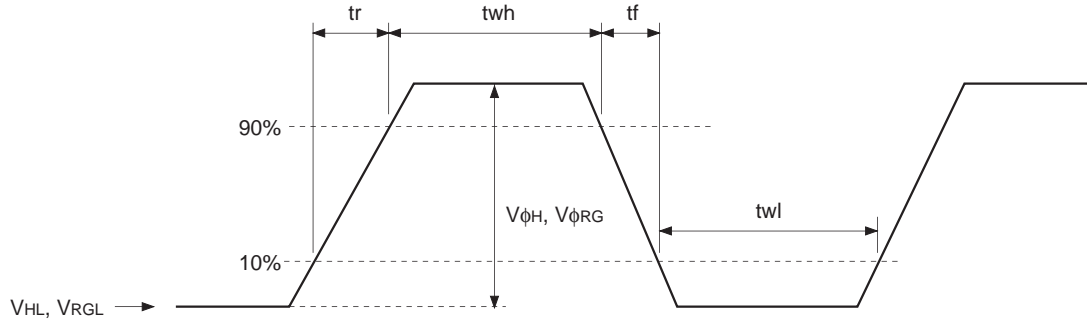 tr twh tf
90%
VϕH, VϕRG
twl
10%
VHL, VRGL